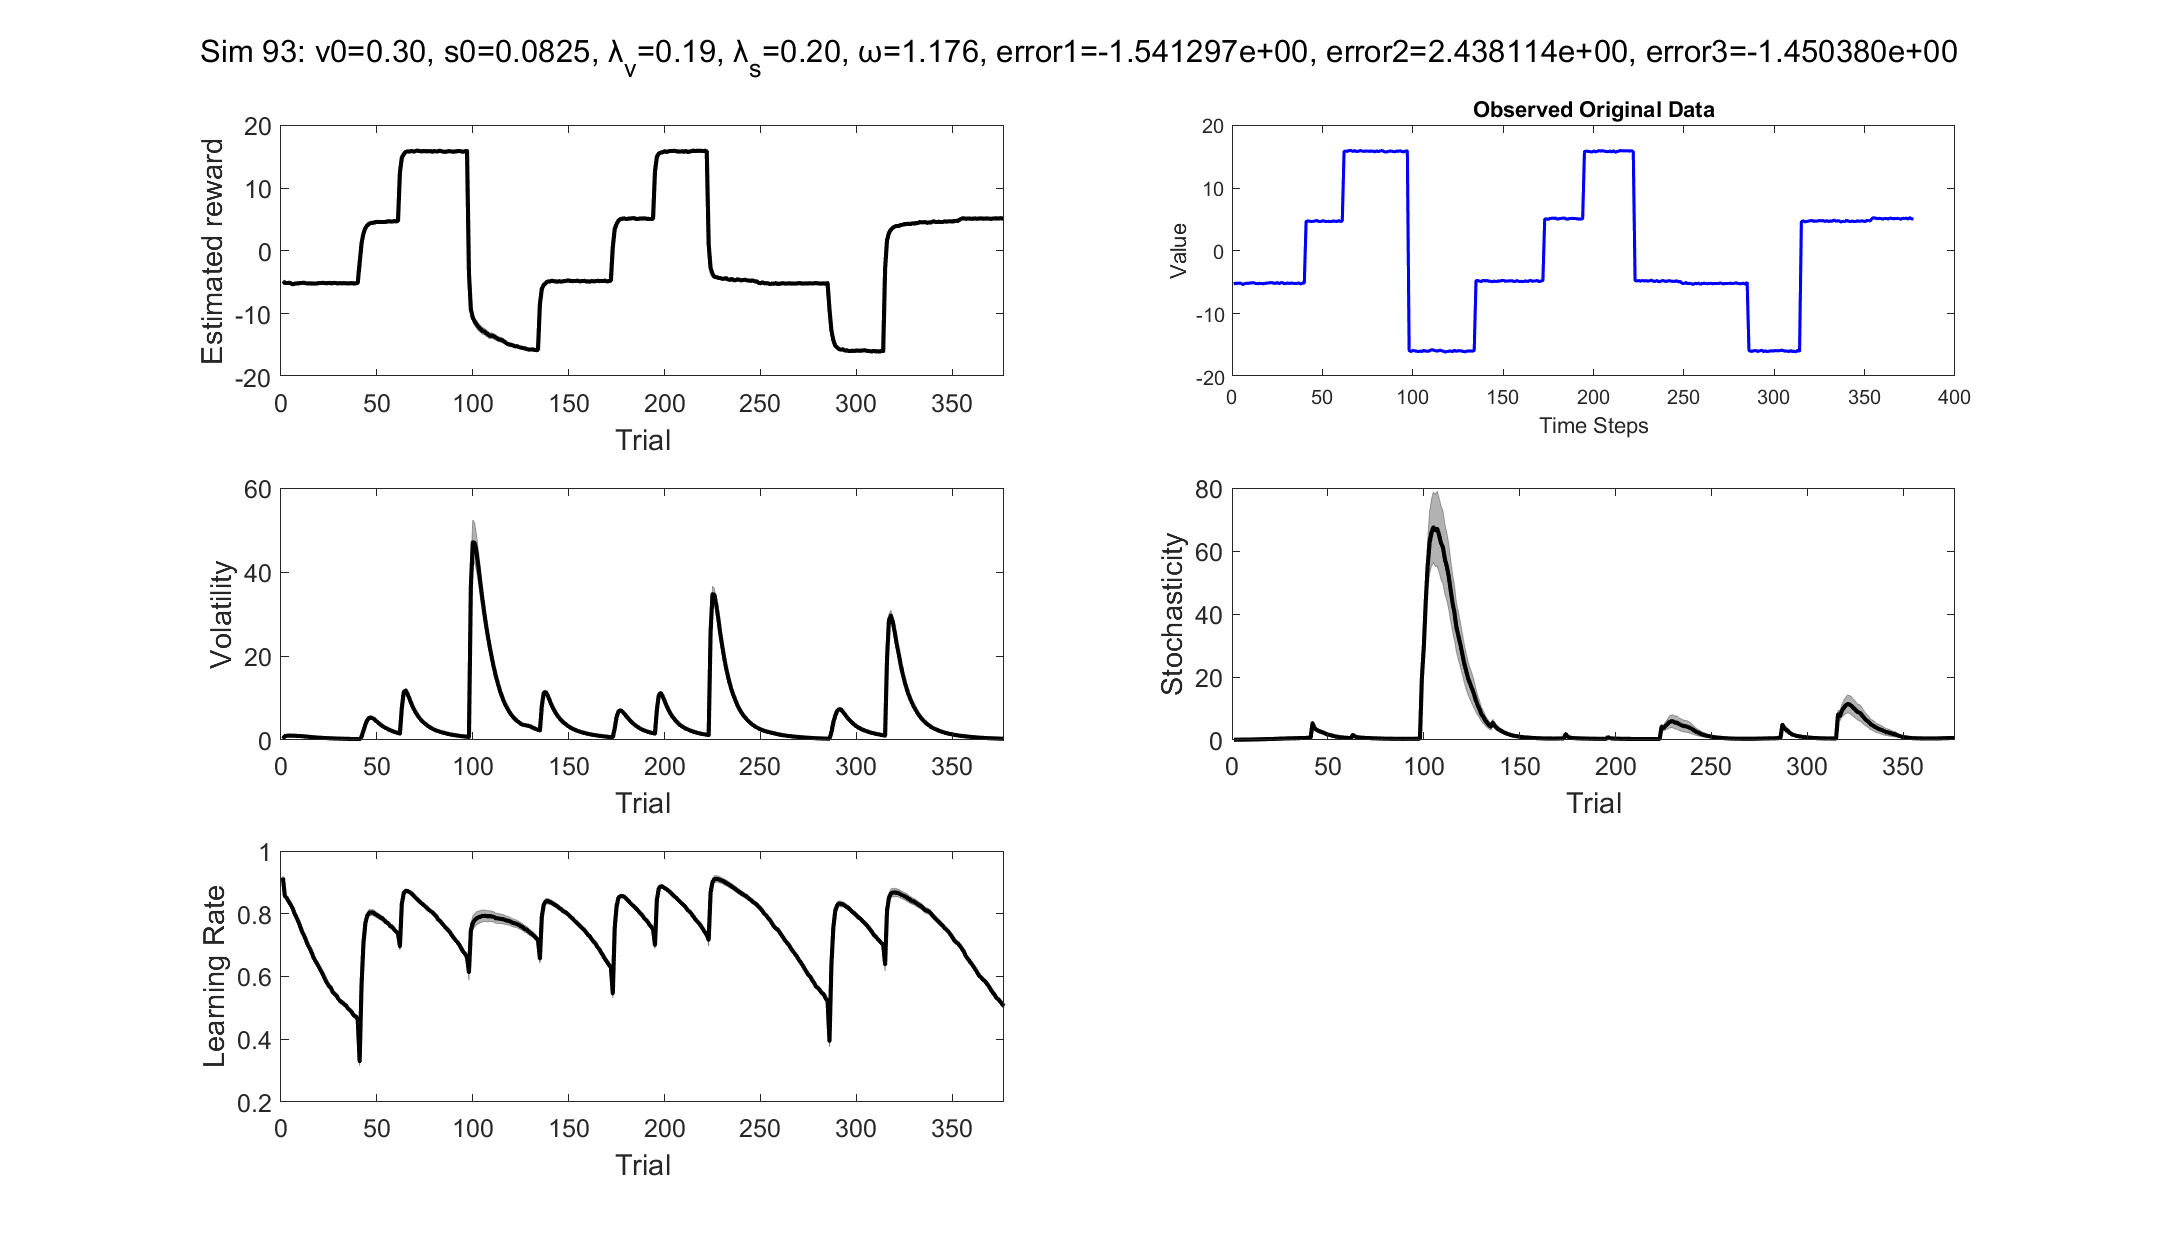 Sim 93: v0=0.30, s0=0.0825, λv=0.19, λs=0.20, ω=1.176, error1=-1.541297e+00, error2=2.438114e+00, error3=-1.450380e+00
20
10
0
-10
-20
Estimated reward
0 50 100 150 200 250 300 350
Trial
Observed Original Data
20
10
0
-10
-20
Value
0 50 100 150 200 250 300 350 400
Time Steps
60
40
20
0
Volatility
0 50 100 150 200 250 300 350
Trial
80
60
40
20
0
Stochasticity
0 50 100 150 200 250 300 350
Trial
1
0.8
0.6
0.4
0.2
Learning Rate
0 50 100 150 200 250 300 350
Trial